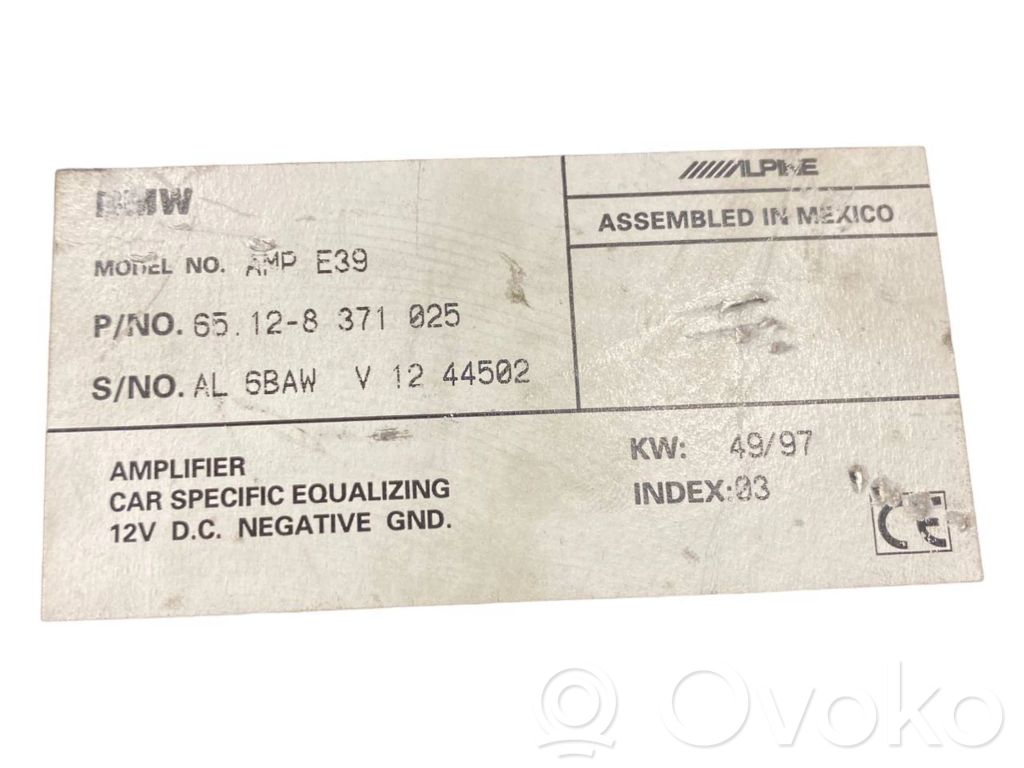 BMW
MODEL NO. AMP E39
P/NO. 65.12-8 371 025
S/NO. AL 6BAW V 12 44502
ALPINE
ASSEMBLED IN MEXICO
AMPLIFIER
CAR SPECIFIC EQUALIZING
12V D.C. NEGATIVE GND.
KW: 49/97
INDEX:03
CE
Ovoko